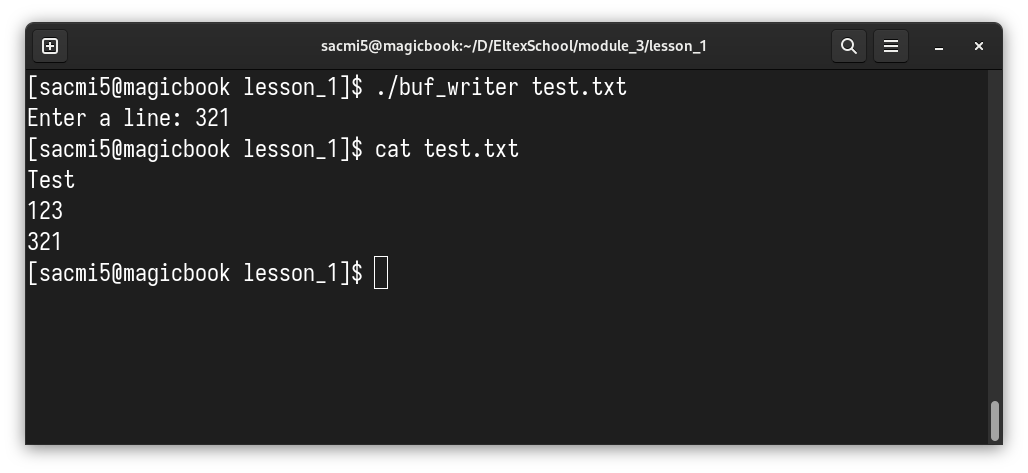 sacmi5@magicbook:~/D/EltexSchool/module_3/lesson_1
[sacmi5@magicbook lesson_1]$ ./buf_writer test.txt
Enter a line: 321
[sacmi5@magicbook lesson_1]$ cat test.txt
Test
123
321
[sacmi5@magicbook lesson_1]$